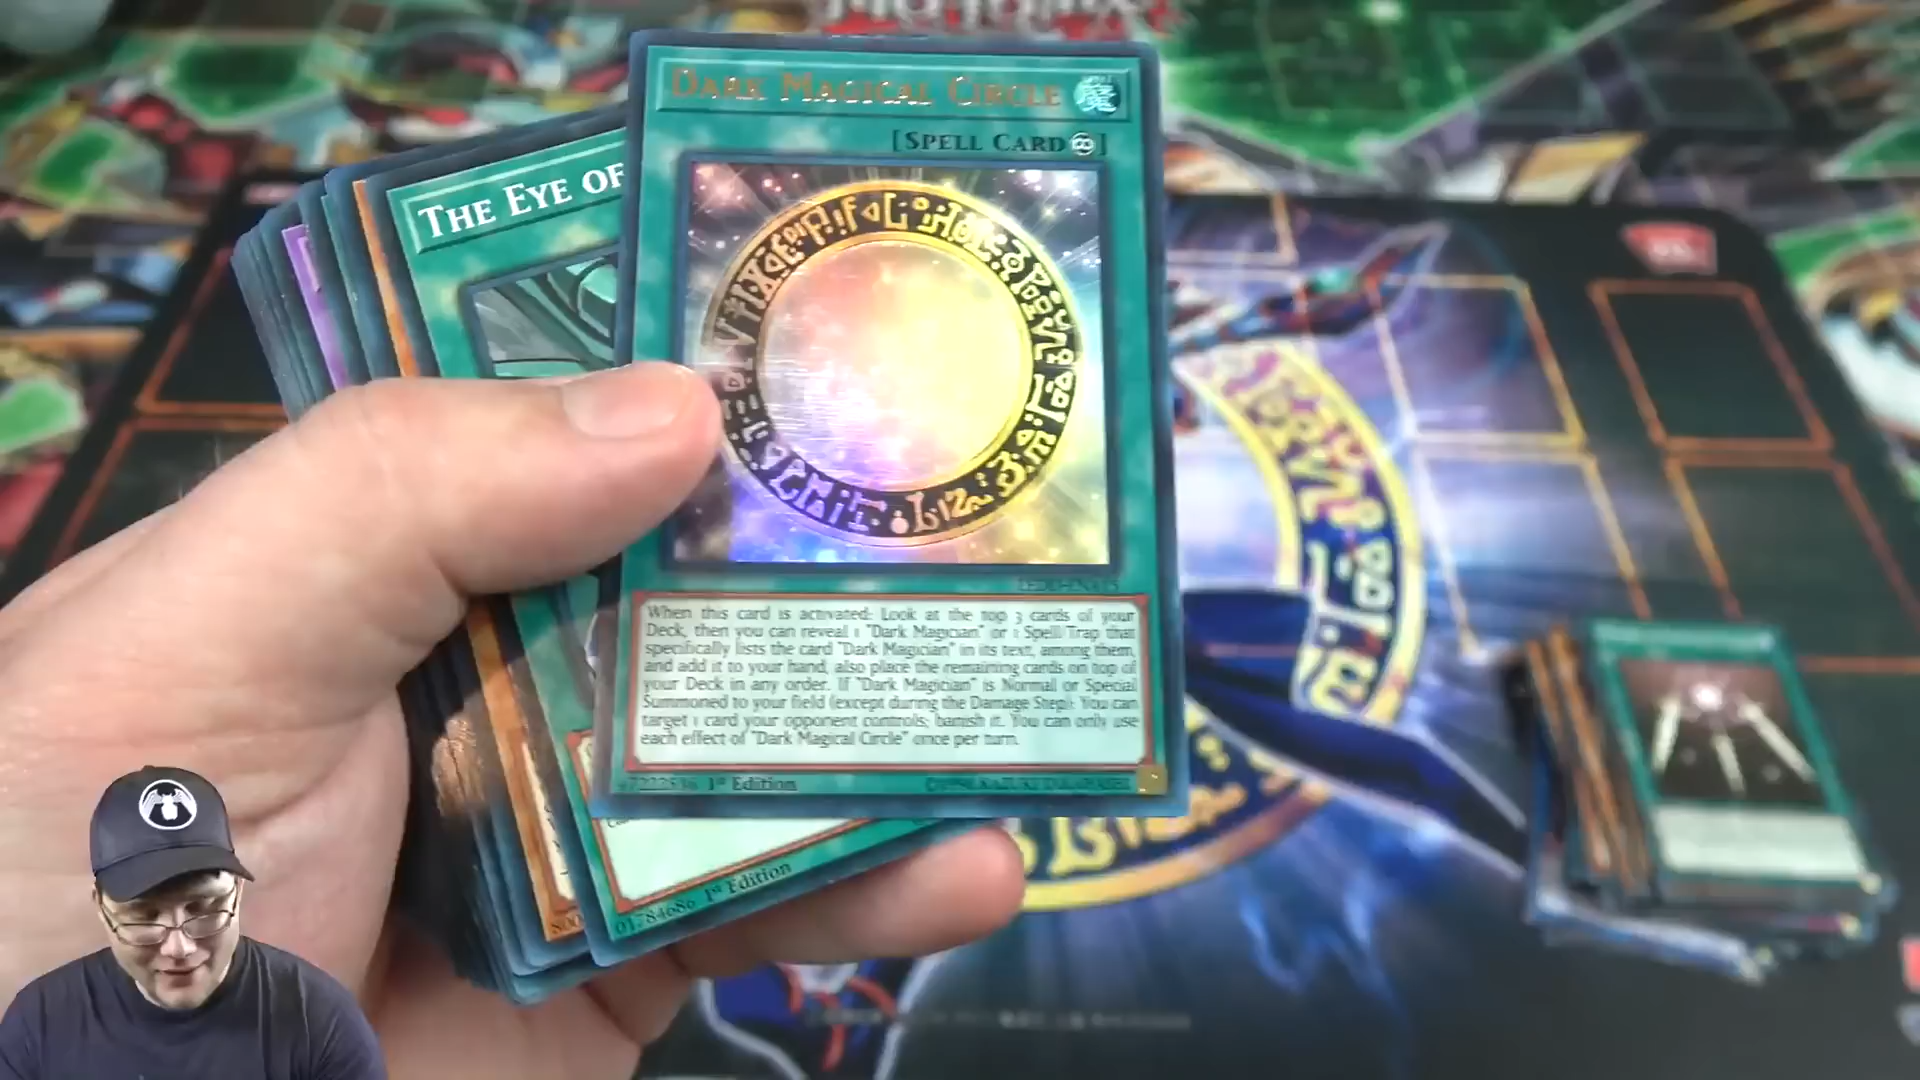 DARK MAGICAL CIRCLE
[SPELL CARD]
THE EYE OF
When this card is activated: Look at the top 3 cards of your
Deck, then you can reveal 1 "Dark Magician" or 1 Spell/Trap that
specifically lists the card "Dark Magician" in its text, among them,
and add it to your hand, also place the remaining cards on top of
your Deck in any order. If "Dark Magician" is Normal or Special
Summoned to your field (except during the Damage Step): You can
target 1 card your opponent controls; banish it. You can only use
each effect of "Dark Magical Circle" once per turn.
1st Edition
01784686 1st Edition
800